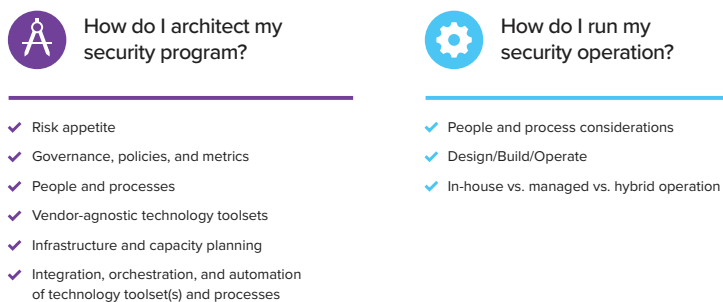 How do I architect my
security program?
Risk appetite
Governance, policies, and metrics
People and processes
Vendor-agnostic technology toolsets
Infrastructure and capacity planning
Integration, orchestration, and automation
of technology toolset(s) and processes
How do I run my
security operation?
People and process considerations
Design/Build/Operate
In-house vs. managed vs. hybrid operation